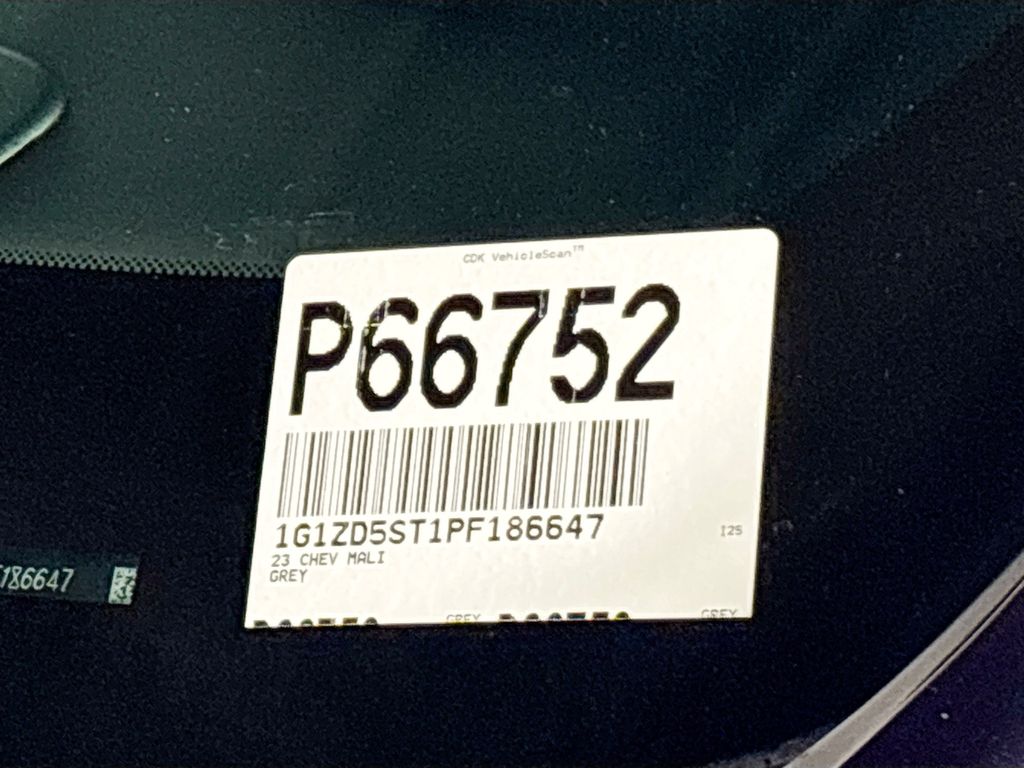 CDK VehicleScan™
P66752
1G1ZD5ST1PF186647
I25
23 CHEV MALI
GREY
186647
GREY
GREY